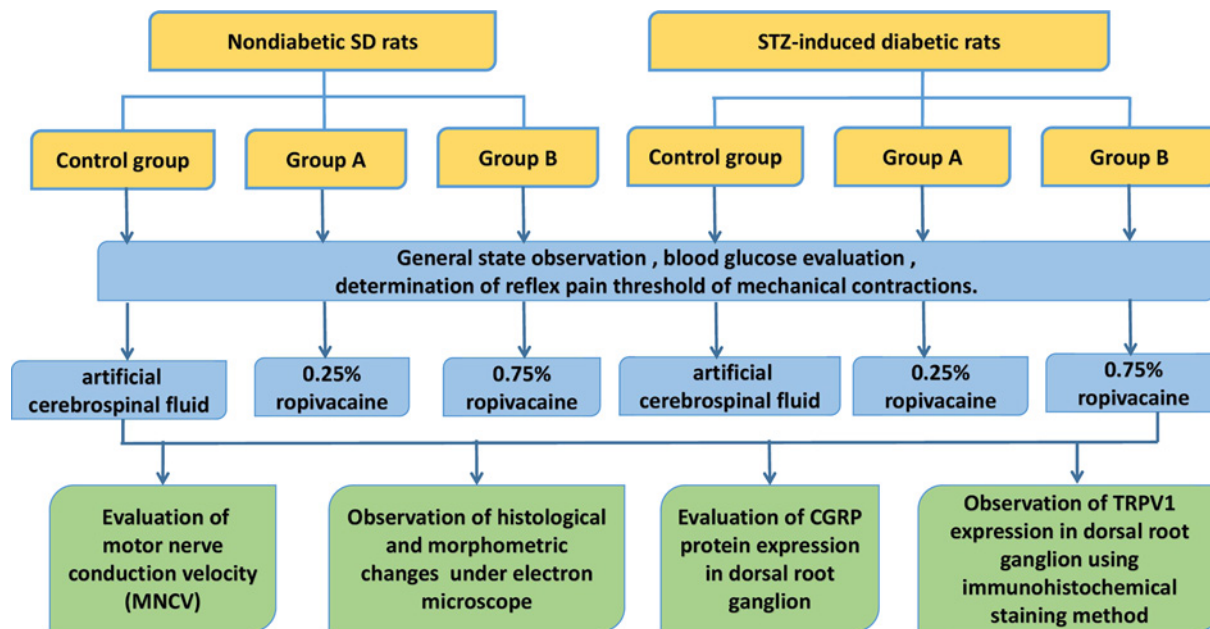 Nondiabetic SD rats
STZ-induced diabetic rats
Control group
Group A
Group B
Control group
Group A
Group B
General state observation , blood glucose evaluation ,
determination of reflex pain threshold of mechanical contractions.
artificial
cerebrospinal fluid
0.25%
ropivacaine
0.75%
ropivacaine
artificial
cerebrospinal fluid
0.25%
ropivacaine
0.75%
ropivacaine
Evaluation of
motor nerve
conduction velocity
(MNCV)
Observation of histological
and morphometric
changes under electron
microscope
Evaluation of CGRP
protein expression
in dorsal root
ganglion
Observation of TRPV1
expression in dorsal root
ganglion using
immunohistochemical
staining method